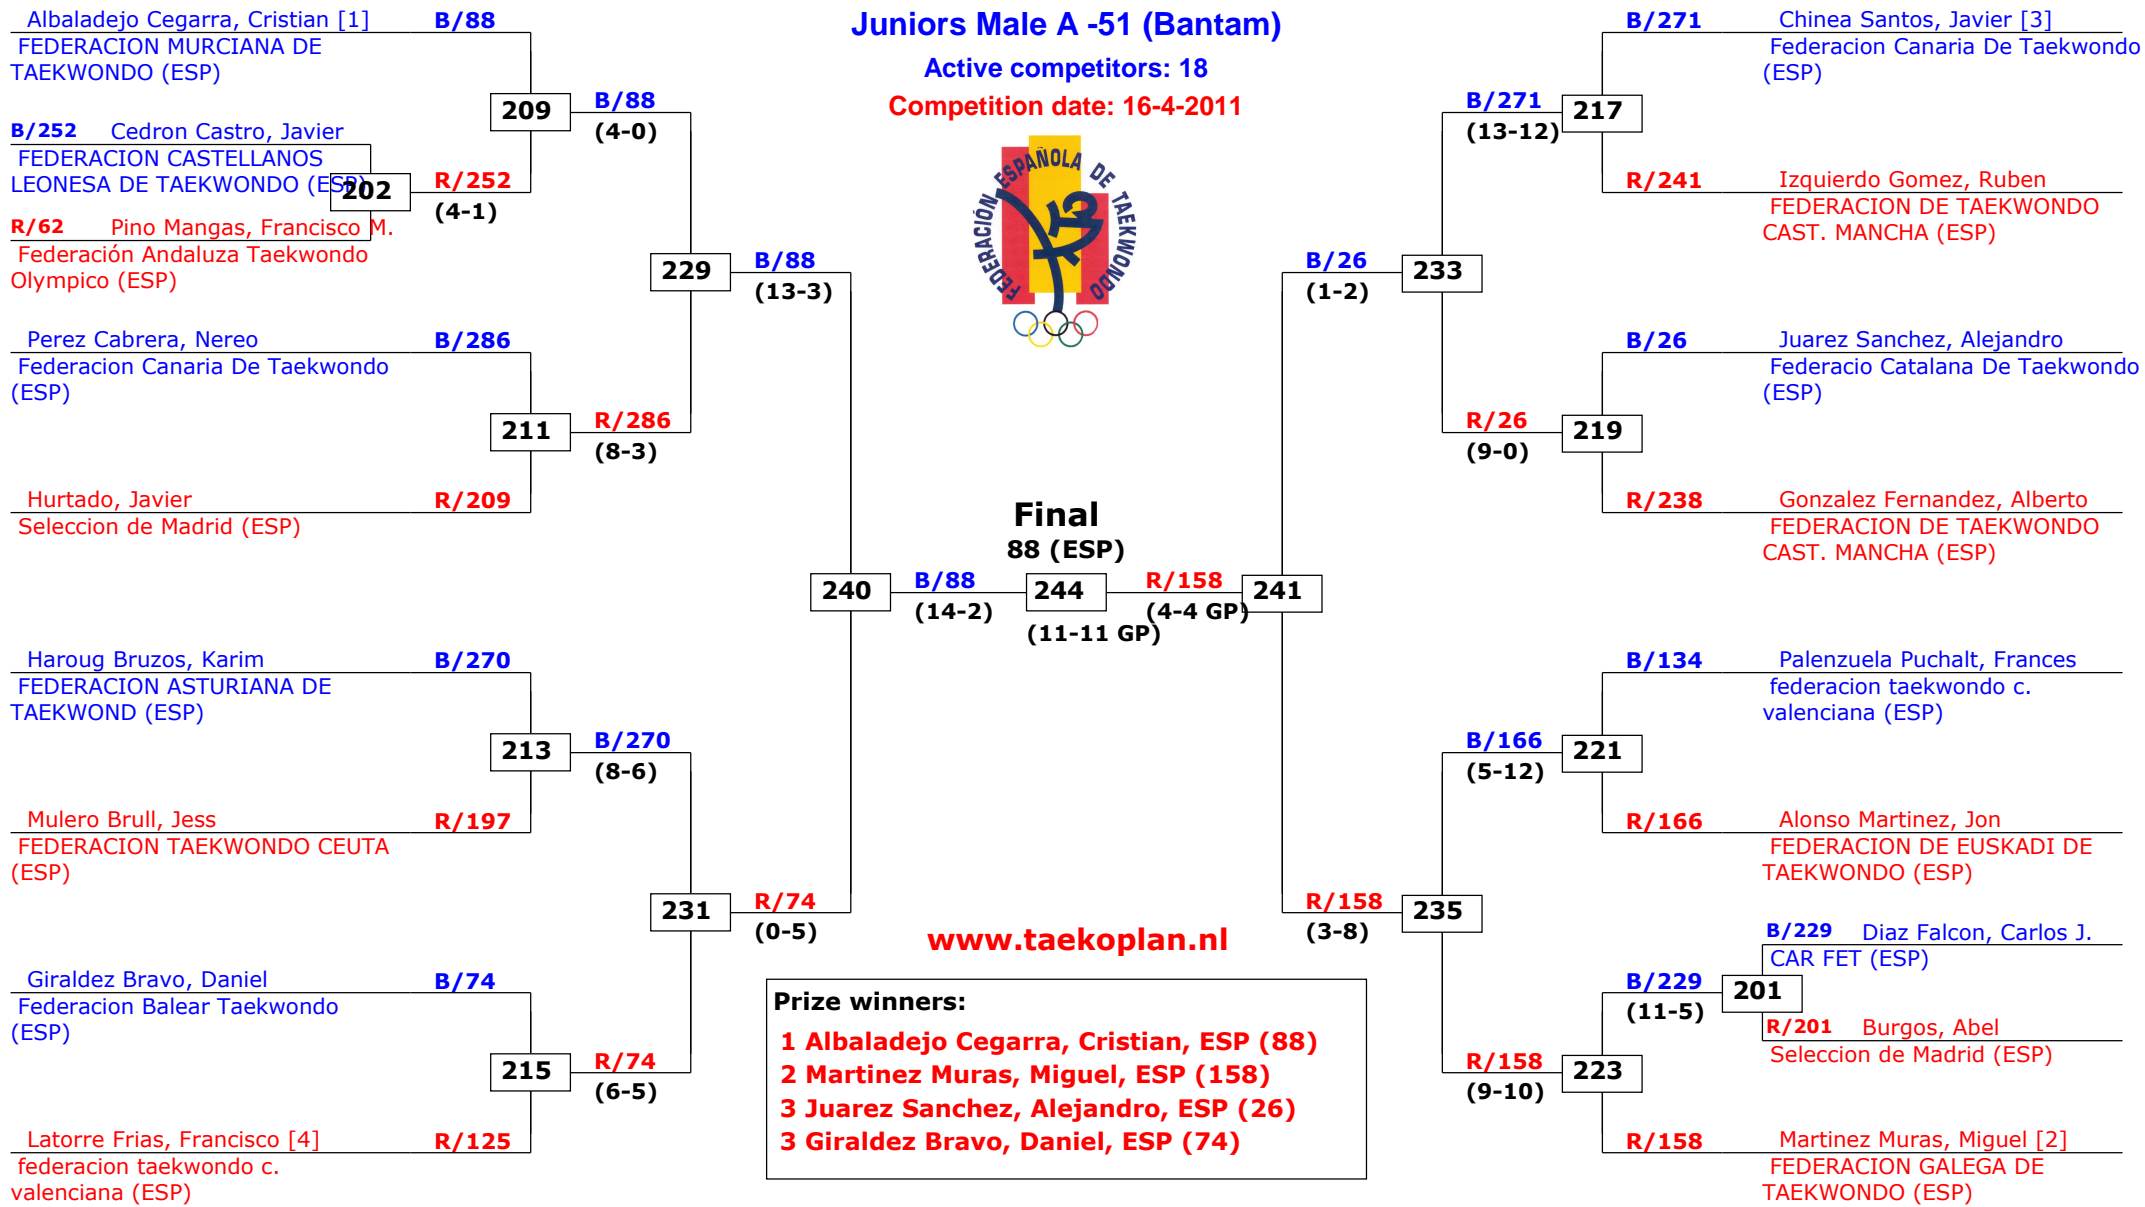 Juniors Male A -51 (Bantam)
Active competitors: 18
Competition date: 16-4-2011
FEDERACIÓN ESPAÑOLA DE TAEKWONDO
Albaladejo Cegarra, Cristian [1] B/88
FEDERACION MURCIANA DE
TAEKWONDO (ESP)
209
B/88
(4-0)
B/252 Cedron Castro, Javier
FEDERACION CASTELLANOS
LEONESA DE TAEKWONDO (ESP)
202
R/252
(4-1)
R/62 Pino Mangas, Francisco M.
Federación Andaluza Taekwondo
Olympico (ESP)
229
B/88
(13-3)
Perez Cabrera, Nereo B/286
Federacion Canaria De Taekwondo
(ESP)
211
R/286
(8-3)
Hurtado, Javier R/209
Seleccion de Madrid (ESP)
240
B/88
(14-2)
Haroug Bruzos, Karim B/270
FEDERACION ASTURIANA DE
TAEKWOND (ESP)
213
B/270
(8-6)
Mulero Brull, Jess R/197
FEDERACION TAEKWONDO CEUTA
(ESP)
231
R/74
(0-5)
Giraldez Bravo, Daniel B/74
Federacion Balear Taekwondo
(ESP)
215
R/74
(6-5)
Latorre Frias, Francisco [4] R/125
federacion taekwondo c.
valenciana (ESP)
Final
88 (ESP)
244
(11-11 GP)
R/158
(4-4 GP)
241
B/271 Chinea Santos, Javier [3]
Federacion Canaria De Taekwondo
(ESP)
B/271
(13-12)
217
R/241 Izquierdo Gomez, Ruben
FEDERACION DE TAEKWONDO
CAST. MANCHA (ESP)
B/26
(1-2)
233
B/26 Juarez Sanchez, Alejandro
Federacio Catalana De Taekwondo
(ESP)
R/26
(9-0)
219
R/238 Gonzalez Fernandez, Alberto
FEDERACION DE TAEKWONDO
CAST. MANCHA (ESP)
B/134 Palenzuela Puchalt, Frances
federacion taekwondo c.
valenciana (ESP)
B/166
(5-12)
221
R/166 Alonso Martinez, Jon
FEDERACION DE EUSKADI DE
TAEKWONDO (ESP)
R/158
(3-8)
235
B/229 Diaz Falcon, Carlos J.
CAR FET (ESP)
B/229
(11-5)
201
R/201 Burgos, Abel
Seleccion de Madrid (ESP)
R/158
(9-10)
223
R/158 Martinez Muras, Miguel [2]
FEDERACION GALEGA DE
TAEKWONDO (ESP)
www.taekoplan.nl
Prize winners:
1 Albaladejo Cegarra, Cristian, ESP (88)
2 Martinez Muras, Miguel, ESP (158)
3 Juarez Sanchez, Alejandro, ESP (26)
3 Giraldez Bravo, Daniel, ESP (74)